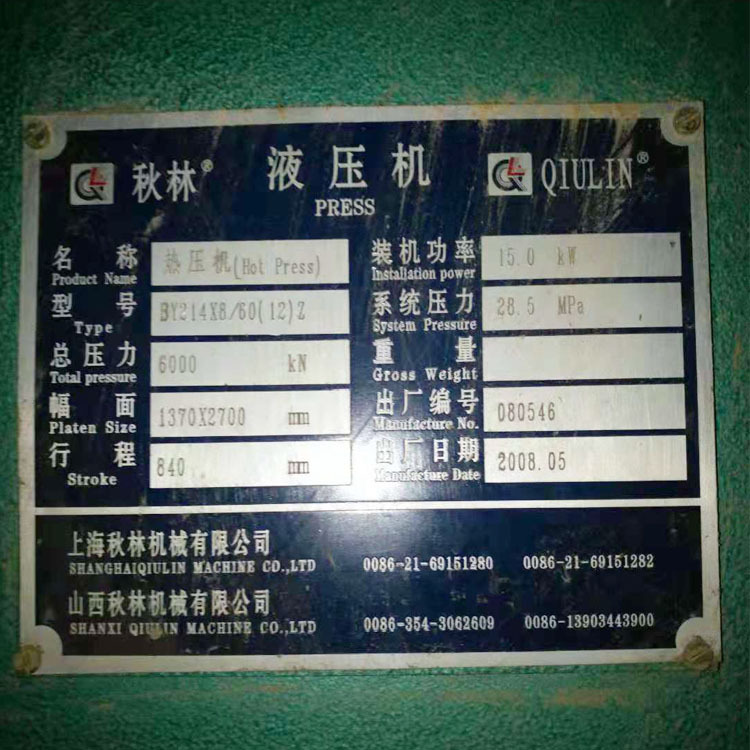 秋林® 液压机 QIULIN®
PRESS
名称 热压机(Hot Press) 装机功率 15.0 kW
Product Name Installation power
型号 BY214X8/60(12)Z 系统压力 28.5 MPa
Type System Pressure
总压力 6000 kN 重量
Total pressure Gross Weight
幅面 1370X2700 mm 出厂编号 080546
Platen Size Manufacture No.
行程 840 mm 出厂日期 2008.05
Stroke Manufacture Date
上海秋林机械有限公司
SHANGHAIQIULIN MACHINE CO.,LTD 0086-21-69151280 0086-21-69151282
山西秋林机械有限公司
SHANXI QIULIN MACHINE CO.,LTD 0086-354-3062609 0086-13903443900